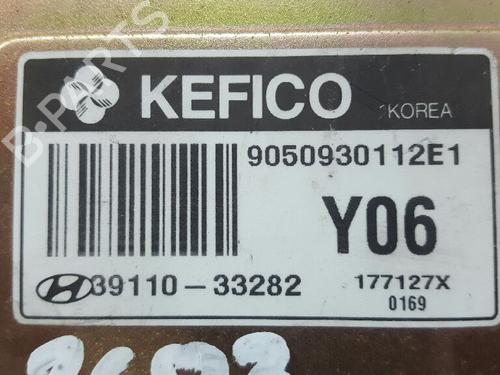 KEFICO KOREA
9050930112E1
Y06
39110-33282 177127X
0169
B-PARTS